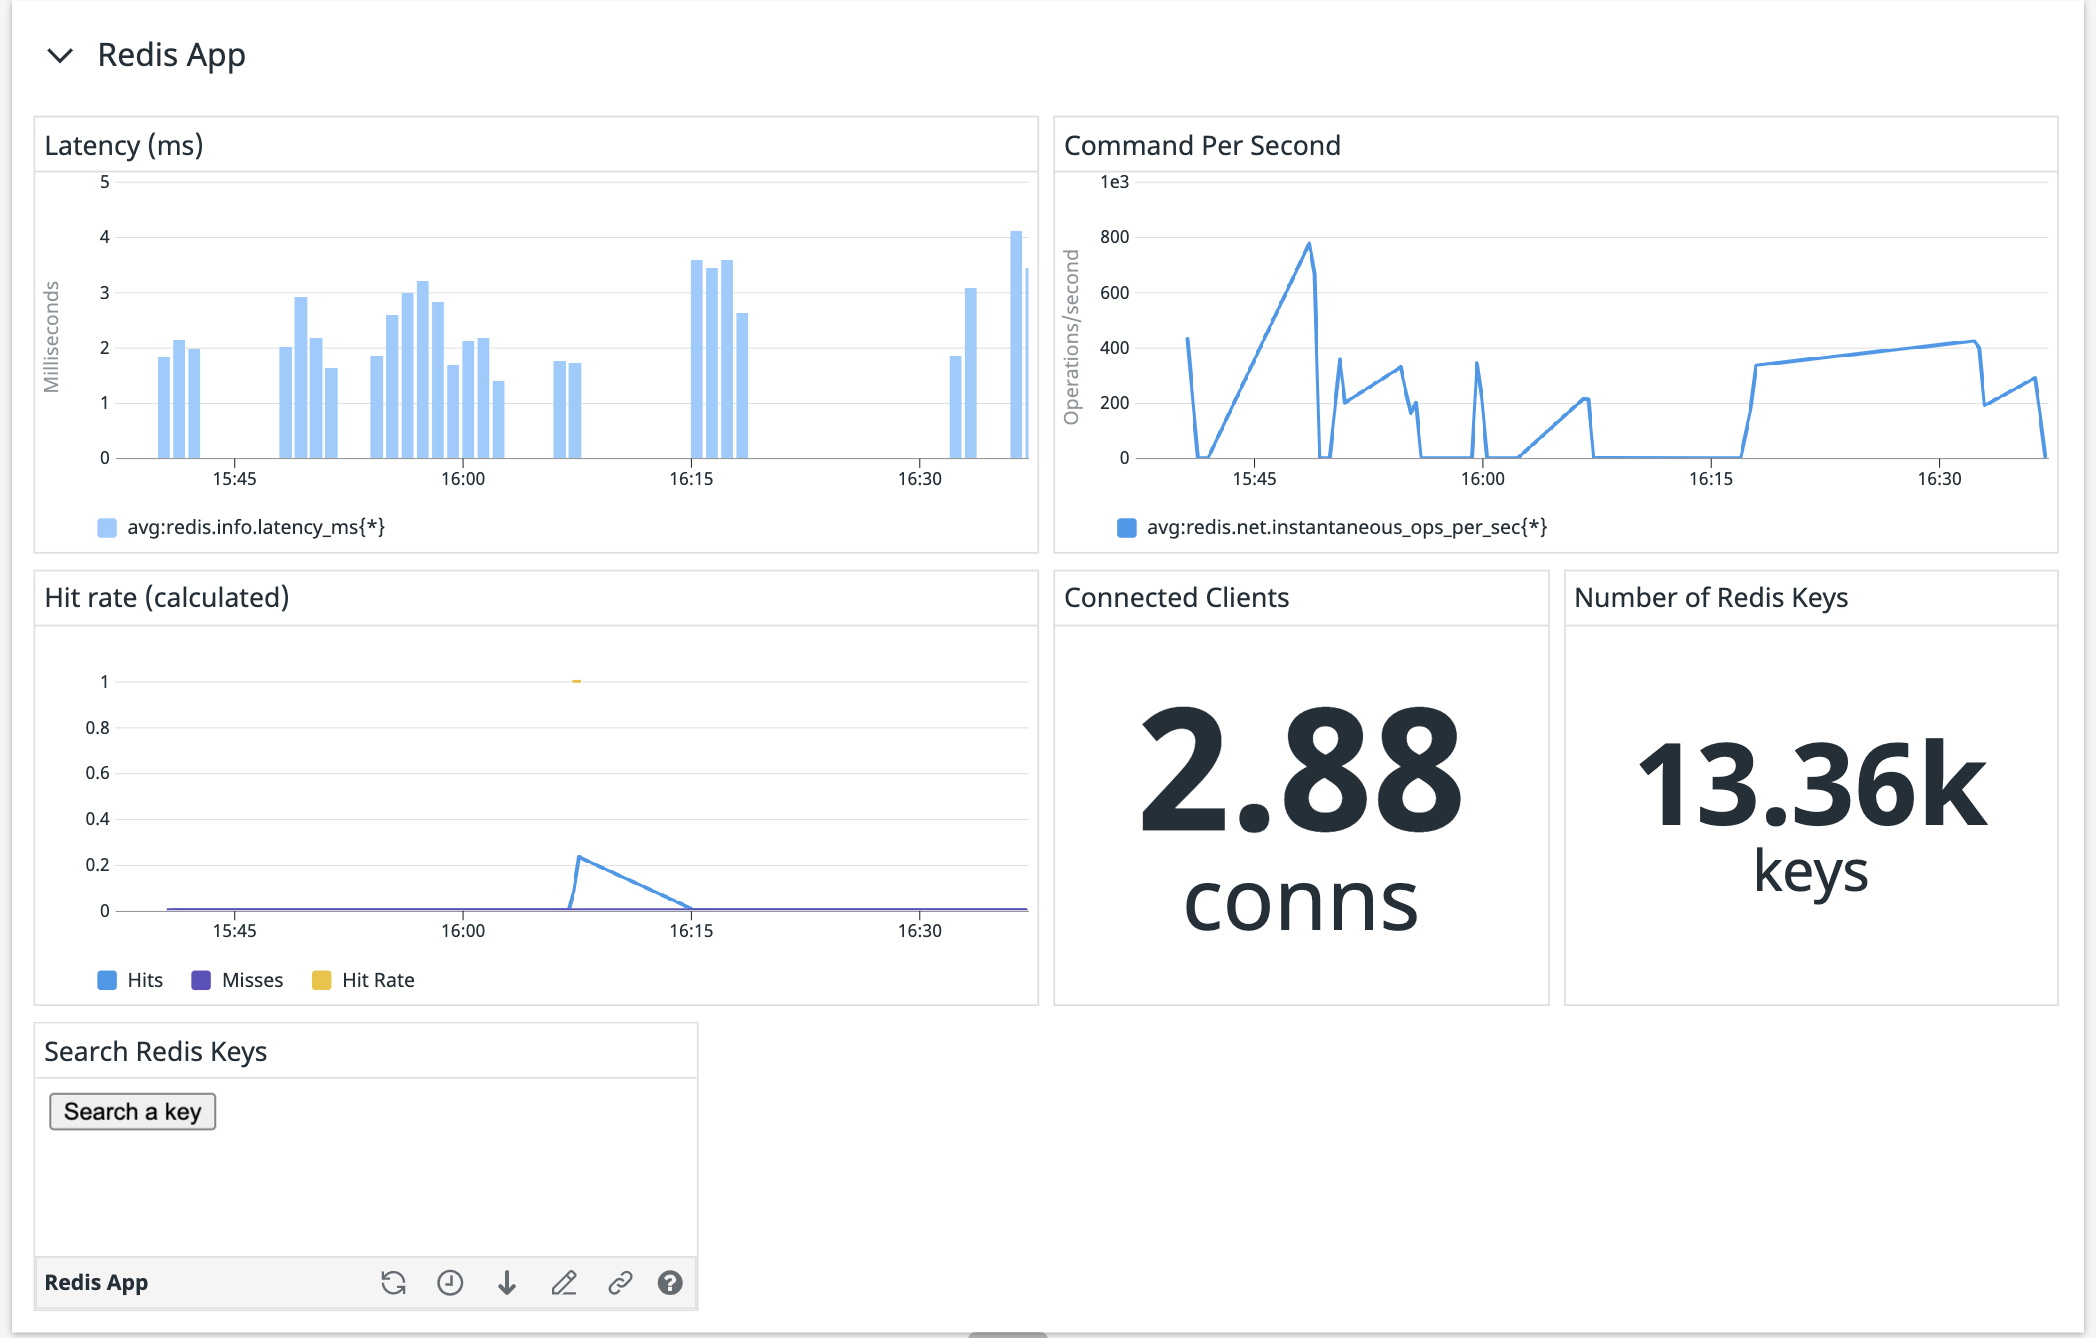 Redis App
Latency (ms)
5
4
3
2
1
0
Milliseconds
15:45 16:00 16:15 16:30
avg:redis.info.latency_ms{*}
Command Per Second
1e3
800
600
400
200
0
Operations/second
15:45 16:00 16:15 16:30
avg:redis.net.instantaneous_ops_per_sec{*}
Hit rate (calculated)
1
0.8
0.6
0.4
0.2
0
15:45 16:00 16:15 16:30
Hits Misses Hit Rate
Connected Clients
2.88
conns
Number of Redis Keys
13.36k
keys
Search Redis Keys
Search a key
Redis App
?